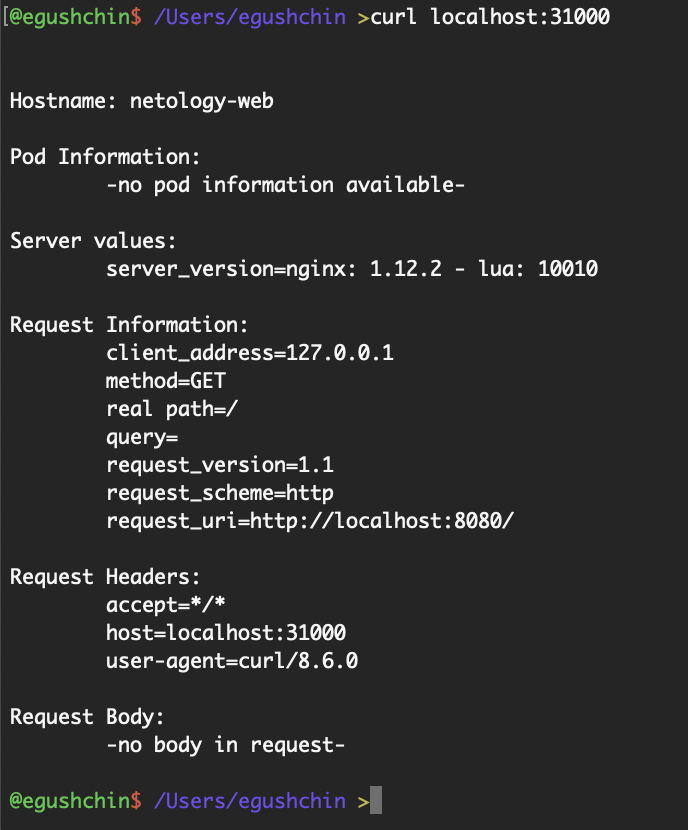 [@egushchin$ /Users/egushchin >curl localhost:31000
Hostname: netology-web
Pod Information:
-no pod information available-
Server values:
server_version=nginx: 1.12.2 - lua: 10010
Request Information:
client_address=127.0.0.1
method=GET
real path=/
query=
request_version=1.1
request_scheme=http
request_uri=http://localhost:8080/
Request Headers:
accept=*/*
host=localhost:31000
user-agent=curl/8.6.0
Request Body:
-no body in request-
@egushchin$ /Users/egushchin >